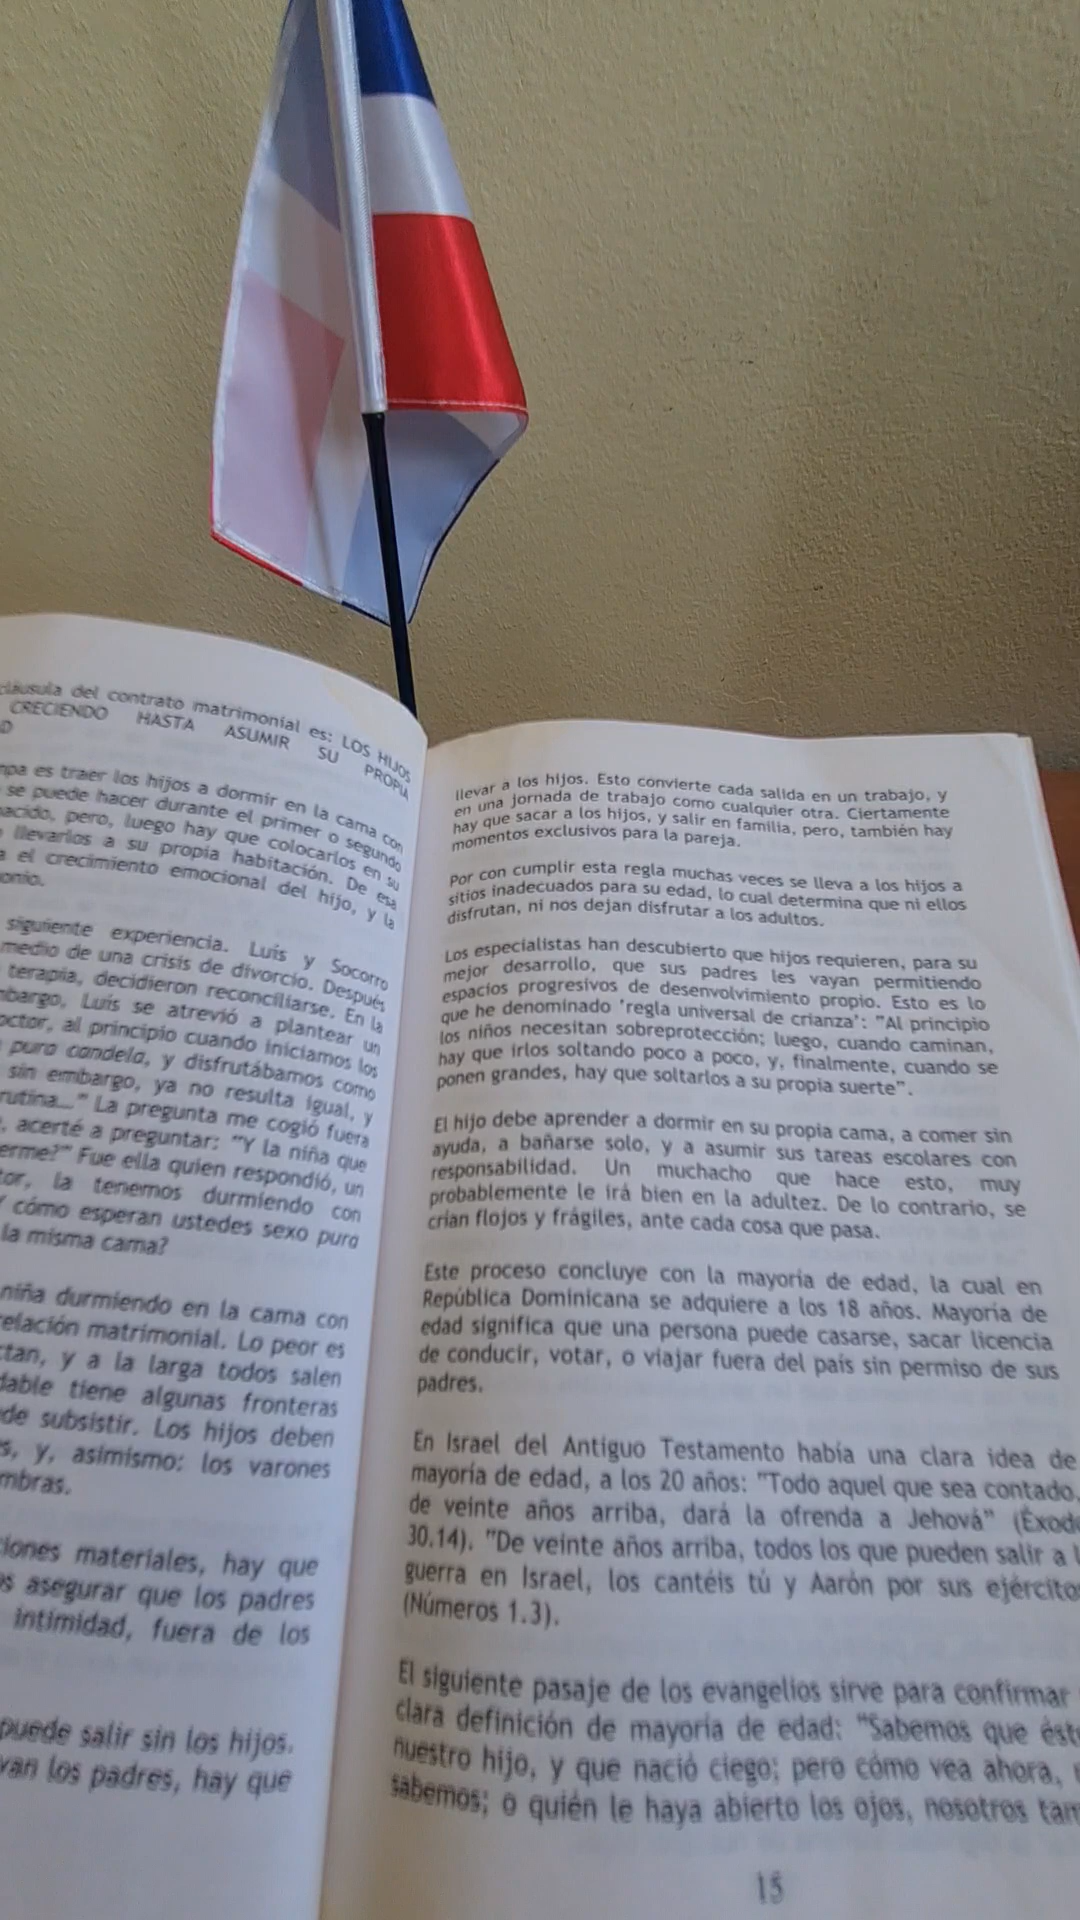 cláusula del contrato matrimonial es: LOS HIJOS
CRECIENDO HASTA ASUMIR SU PROPIA
es traer los hijos a dormir en la cama con
se puede hacer durante el primer o segundo
pero, luego hay que colocarlos en su
llevarlos a su propia habitación. De esa
el crecimiento emocional del hijo, y la
siguiente experiencia. Luis y Socorro
medio de una crisis de divorcio. Después
terapia, decidieron reconciliarse. En la
Luis se atrevió a plantear un
al principio cuando iniciamos los
pura candela, y disfrutábamos como
sin embargo, ya no resulta igual, y
rutina..." La pregunta me cogió fuera
acerté a preguntar: "Y la niña que
Fue ella quien respondió, un
la tenemos durmiendo con
cómo esperan ustedes sexo puro
la misma cama?
niña durmiendo en la cama con
relación matrimonial. Lo peor es
y a la larga todos salen
tiene algunas fronteras
subsistir. Los hijos deben
y, asimismo: los varones
materiales, hay que
asegurar que los padres
intimidad, fuera de los
puede salir sin los hijos.
los padres, hay que
llevar a los hijos. Esto convierte cada salida en un trabajo, y
en una jornada de trabajo como cualquier otra. Ciertamente
hay que sacar a los hijos, y salir en familia, pero, también hay
momentos exclusivos para la pareja.
Por con cumplir esta regla muchas veces se lleva a los hijos a
sitios inadecuados para su edad, lo cual determina que ni ellos
disfrutan, ni nos dejan disfrutar a los adultos.
Los especialistas han descubierto que hijos requieren, para su
mejor desarrollo, que sus padres les vayan permitiendo
espacios progresivos de desenvolvimiento propio. Esto es lo
que he denominado 'regla universal de crianza': "Al principio
los niños necesitan sobreprotección; luego, cuando caminan,
hay que irlos soltando poco a poco, y, finalmente, cuando se
ponen grandes, hay que soltarlos a su propia suerte".
El hijo debe aprender a dormir en su propia cama, a comer sin
ayuda, a bañarse solo, y a asumir sus tareas escolares con
responsabilidad. Un muchacho que hace esto, muy
probablemente le irá bien en la adultez. De lo contrario, se
crian flojos y frágiles, ante cada cosa que pasa.
Este proceso concluye con la mayoría de edad, la cual en
República Dominicana se adquiere a los 18 años. Mayoría de
edad significa que una persona puede casarse, sacar licencia
de conducir, votar, o viajar fuera del país sin permiso de sus
padres.
En Israel del Antiguo Testamento había una clara idea de
mayoría de edad, a los 20 años: "Todo aquel que sea contado,
de veinte años arriba, dará la ofrenda a Jehová" (Éxodo
30.14). "De veinte años arriba, todos los que pueden salir a
guerra en Israel, los cantéis tú y Aarón por sus ejércitos
(Números 1.3).
El siguiente pasaje de los evangelios sirve para confirmar
clara definición de mayoría de edad: "Sabemos que
nuestro hijo, y que nació ciego; pero cómo vea ahora,
sabemos; o quién le haya abierto los ojos, nosotros
15